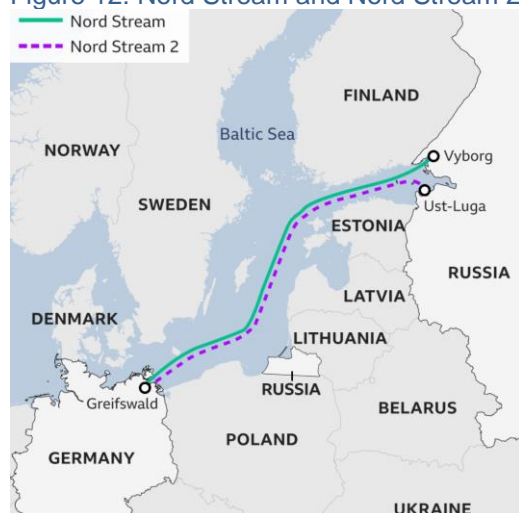 Figure 12: Nord Stream and Nord Stream 2
Nord Stream
Nord Stream 2
FINLAND
Baltic Sea
NORWAY
Vyborg
SWEDEN
Ust-Luga
ESTONIA
RUSSIA
LATVIA
DENMARK
LITHUANIA
RUSSIA
Greifswald
BELARUS
POLAND
GERMANY
UKRAINE